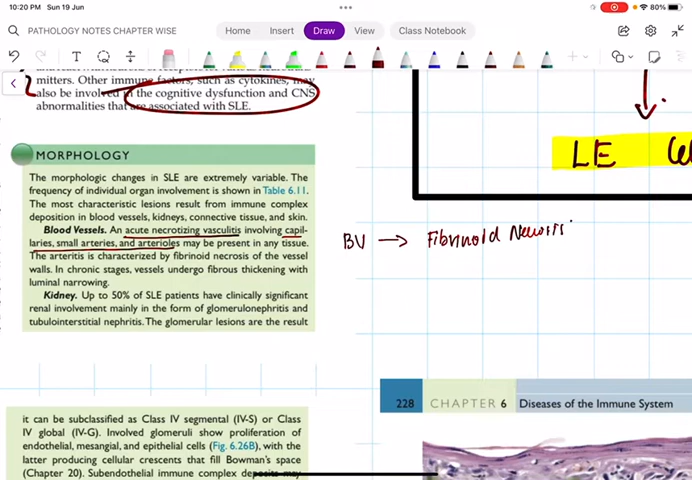 10:20 PM Sun 19 Jun
80%
PATHOLOGY NOTES CHAPTER WISE
Home Insert Draw View Class Notebook
mitters. Other immune factors, such as cytokines, may
also be involved in the cognitive dysfunction and CNS
abnormalities that are associated with SLE.
MORPHOLOGY
The morphologic changes in SLE are extremely variable. The
frequency of individual organ involvement is shown in Table 6.11.
The most characteristic lesions result from immune complex
deposition in blood vessels, kidneys, connective tissue, and skin.
Blood Vessels. An acute necrotizing vasculitis involving capil-
laries, small arteries, and arterioles may be present in any tissue.
The arteritis is characterized by fibrinoid necrosis of the vessel
walls. In chronic stages, vessels undergo fibrous thickening with
luminal narrowing.
Kidney. Up to 50% of SLE patients have clinically significant
renal involvement mainly in the form of glomerulonephritis and
tubulointerstitial nephritis. The glomerular lesions are the result
it can be subclassified as Class IV segmental (IV-S) or Class
IV global (IV-G). Involved glomeruli show proliferation of
endothelial, mesangial, and epithelial cells (Fig. 6.26B), with the
latter producing cellular crescents that fill Bowman's space
(Chapter 20). Subendothelial immune complex deposits may
LE
BV → Fibrinoid Necrosis
228 CHAPTER 6 Diseases of the Immune System